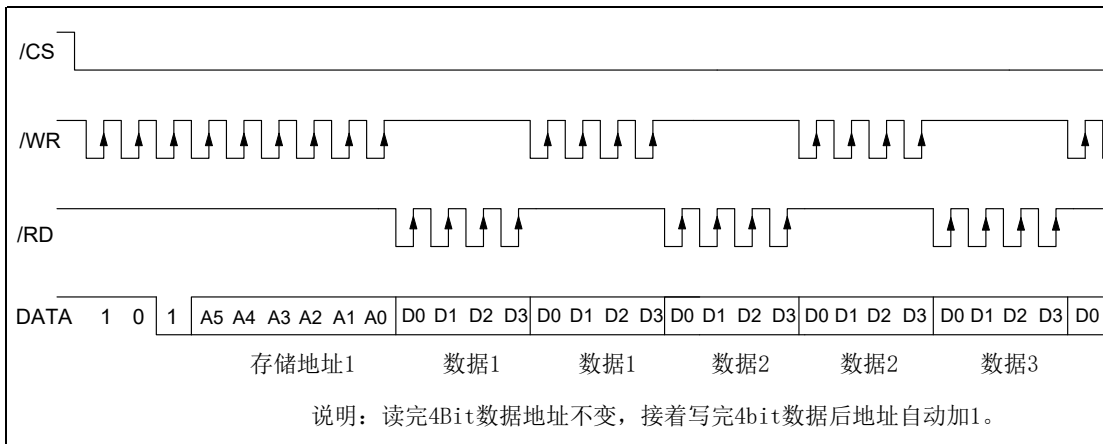 /CS
/WR
/RD
DATA 1 0 1 A5 A4 A3 A2 A1 A0 D0 D1 D2 D3 D0 D1 D2 D3 D0 D1 D2 D3 D0 D1 D2 D3 D0 D1 D2 D3 D0
存储地址1 数据1 数据1 数据2 数据2 数据3
说明：读完4Bit数据地址不变，接着写完4bit数据后地址自动加1。